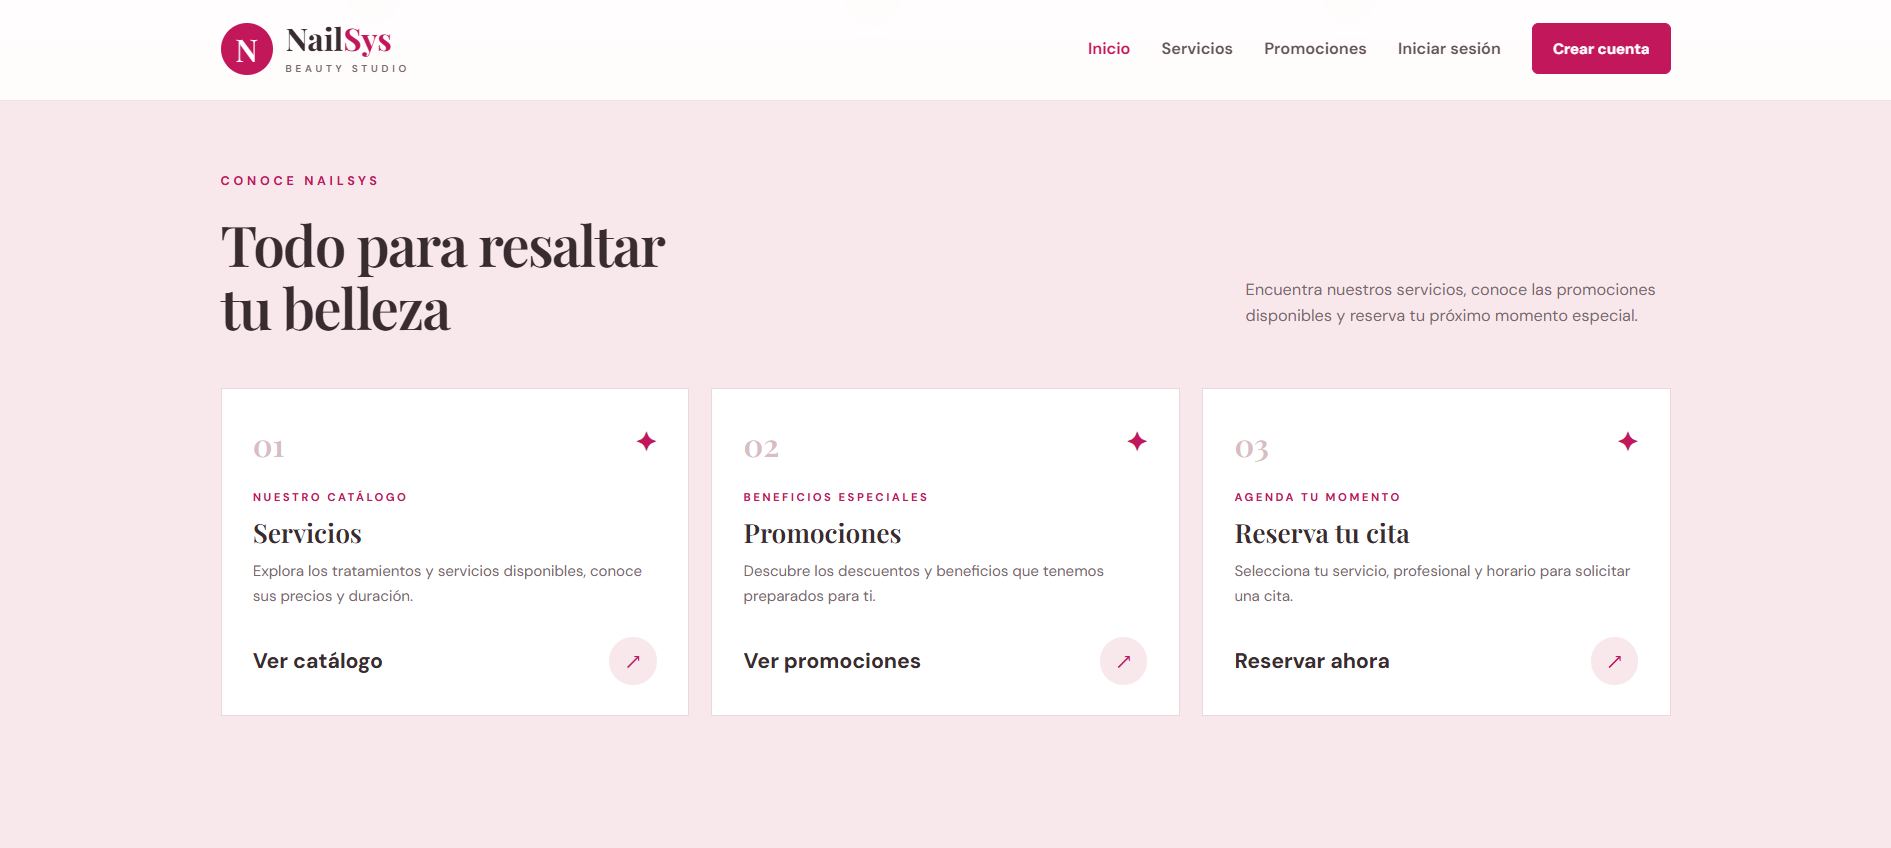 N
NailSys
BEAUTY STUDIO
Inicio
Servicios
Promociones
Iniciar sesión
Crear cuenta
CONOCE NAILSYS
Todo para resaltar
tu belleza
Encuentra nuestros servicios, conoce las promociones
disponibles y reserva tu próximo momento especial.
01
NUESTRO CATÁLOGO
Servicios
Explora los tratamientos y servicios disponibles, conoce
sus precios y duración.
Ver catálogo
02
BENEFICIOS ESPECIALES
Promociones
Descubre los descuentos y beneficios que tenemos
preparados para ti.
Ver promociones
03
AGENDA TU MOMENTO
Reserva tu cita
Selecciona tu servicio, profesional y horario para solicitar
una cita.
Reservar ahora